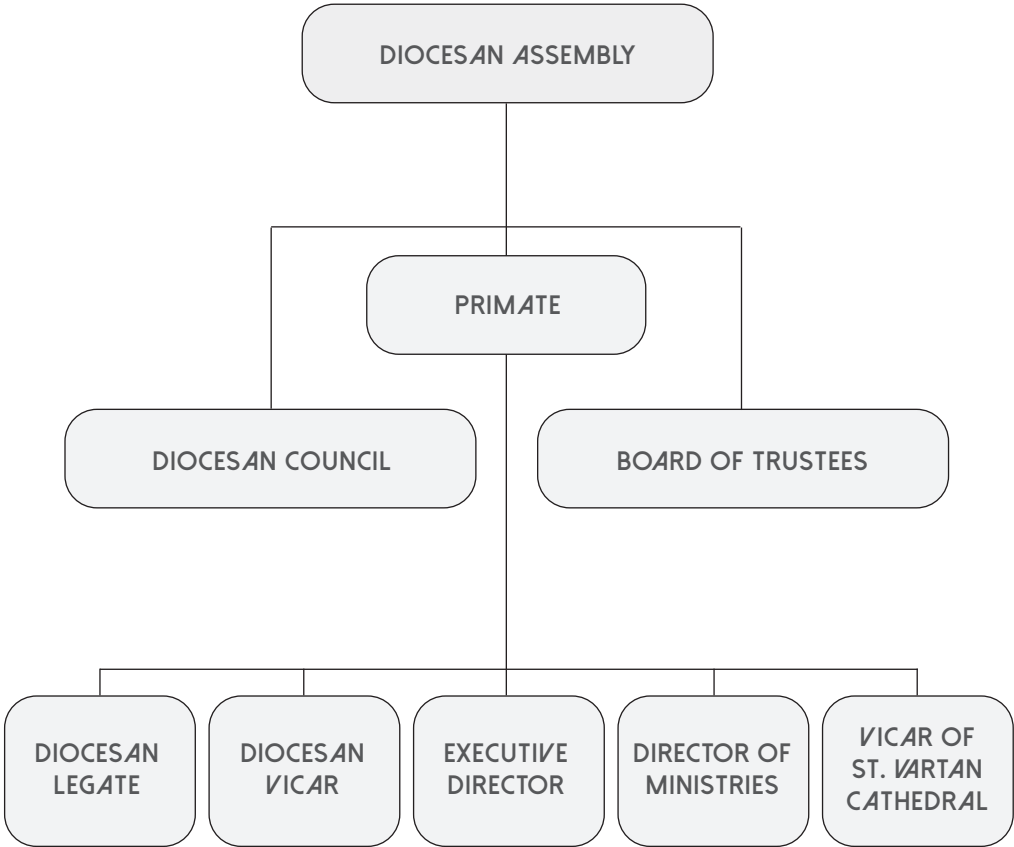 DIOCESAN ASSEMBLY
PRIMATE
DIOCESAN COUNCIL
BOARD OF TRUSTEES
DIOCESAN
LEGATE
DIOCESAN
VICAR
EXECUTIVE
DIRECTOR
DIRECTOR OF
MINISTRIES
VICAR OF
ST. VARTAN
CATHEDRAL